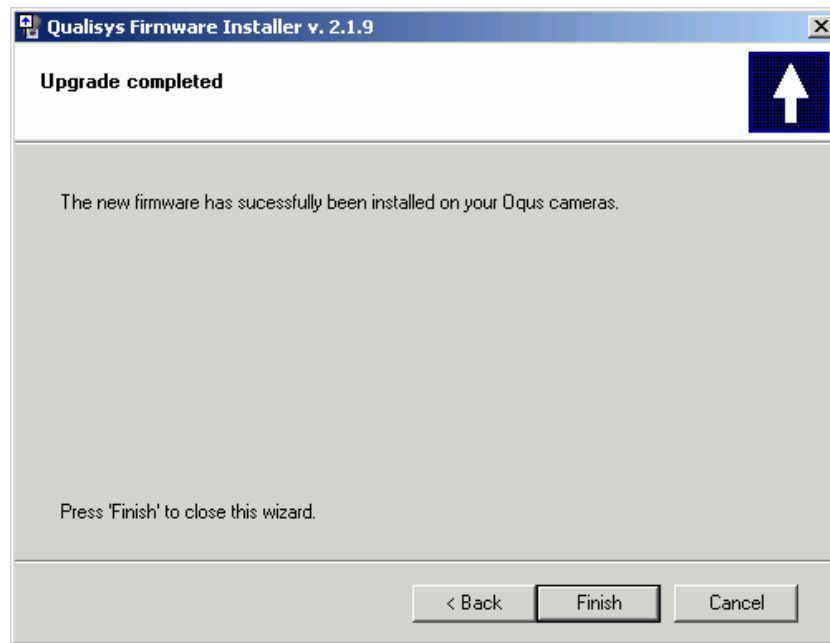 Qualisys Firmware Installer v. 2.1.9
Upgrade completed
The new firmware has sucessfully been installed on your Oqus cameras.
Press 'Finish' to close this wizard.
< Back Finish Cancel